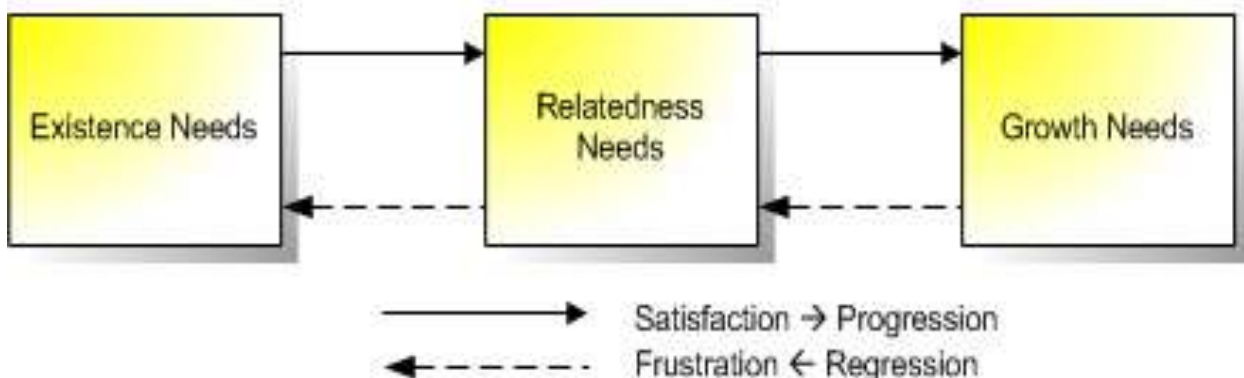 Existence Needs
Relatedness
Needs
Growth Needs
Satisfaction → Progression
Frustration ← Regression